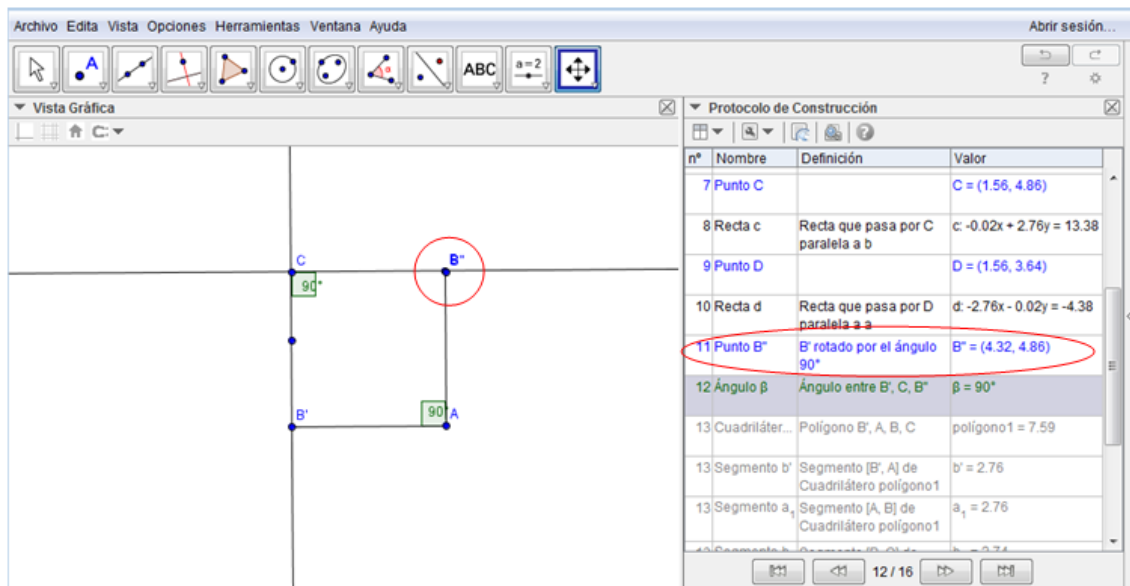 Archivo Edita Vista Opciones Herramientas Ventana Ayuda
Abrir sesión...
A
α
ABC
a=2
?
Vista Gráfica
C
B"
90°
90°
B'
A
Protocolo de Construcción
?
nº Nombre Definición Valor
7 Punto C C = (1.56, 4.86)
8 Recta c Recta que pasa por C c: -0.02x + 2.76y = 13.38
paralela a b
9 Punto D D = (1.56, 3.64)
10 Recta d Recta que pasa por D d: -2.76x - 0.02y = -4.38
paralela a a
11 Punto B" B' rotado por el ángulo B" = (4.32, 4.86)
90°
12 Ángulo β Ángulo entre B', C, B" β = 90°
13 Cuadriláter... Polígono B', A, B, C polígono1 = 7.59
13 Segmento b' Segmento [B', A] de b' = 2.76
Cuadrilátero polígono1
13 Segmento a₁ Segmento [A, B] de a₁ = 2.76
Cuadrilátero polígono1
12 / 16